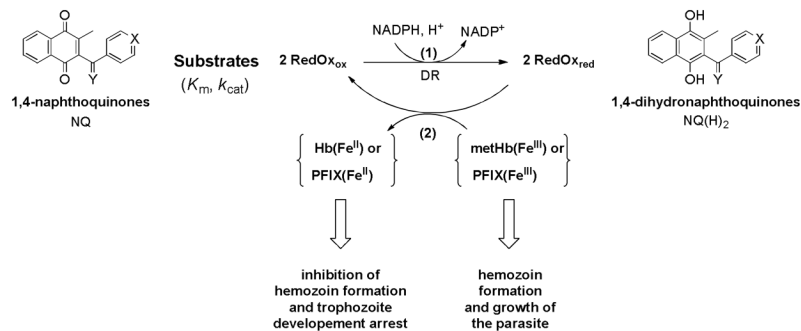 O
O
X
Y
1,4-naphthoquinones
NQ
Substrates
(Km, kcat)
2 RedOxox
NADPH, H+
NADP+
(1)
DR
2 RedOxred
OH
OH
X
Y
1,4-dihydronaphthoquinones
NQ(H)2
(2)
Hb(FeII) or
PFIX(FeII)
metHb(FeIII) or
PFIX(FeIII)
inhibition of
hemozoin formation
and trophozoite
developement arrest
hemozoin
formation
and growth of
the parasite